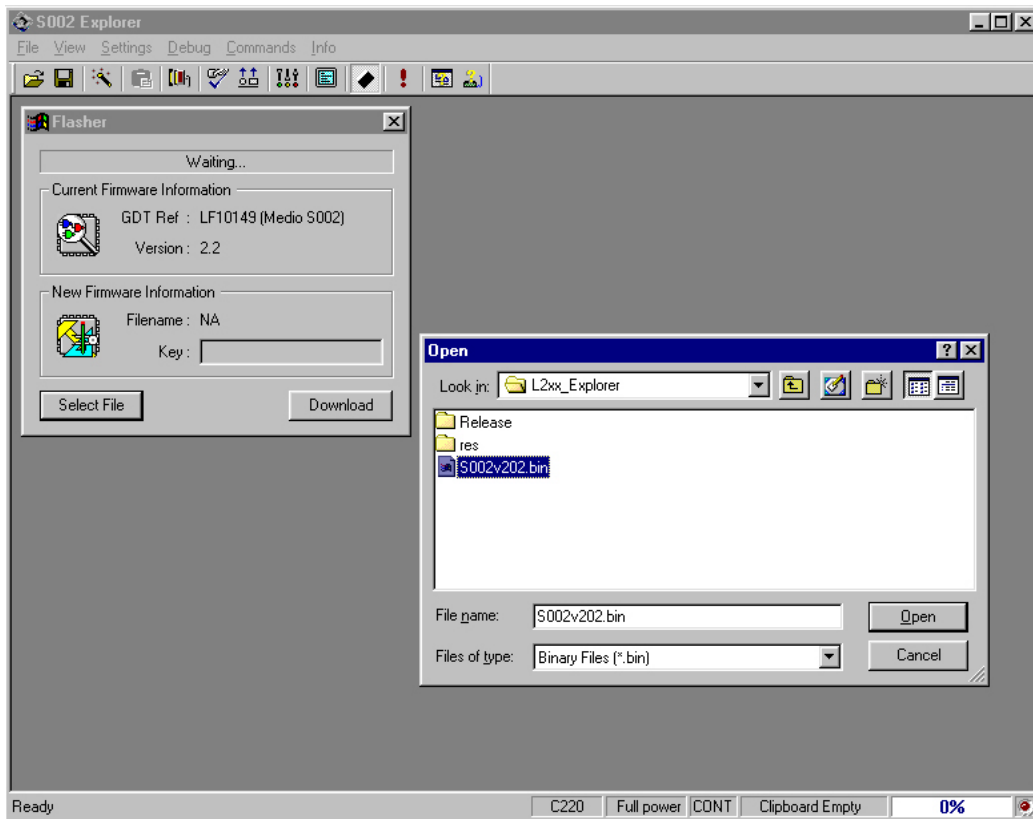 S002 Explorer
File View Settings Debug Commands Info
Flasher
Waiting...
Current Firmware Information
GDT Ref : LF10149 (Medio S002)
Version : 2.2
New Firmware Information
Filename : NA
Key :
Select File Download
Open
Look in: L2xx_Explorer
Release
res
S002v202.bin
File name: S002v202.bin Open
Files of type: Binary Files (*.bin) Cancel
Ready C220 Full power CONT Clipboard Empty 0%